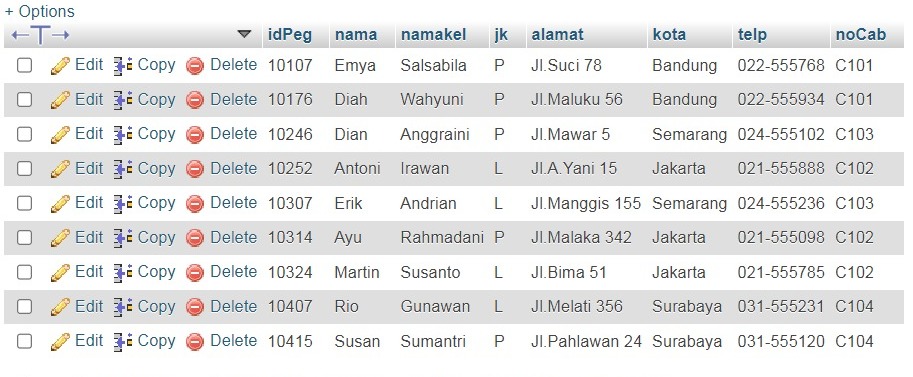 + Options
←T→ idPeg nama namakel jk alamat kota telp noCab
Edit Copy Delete 10107 Emya Salsabila P Jl.Suci 78 Bandung 022-555768 C101
Edit Copy Delete 10176 Diah Wahyuni P Jl.Maluku 56 Bandung 022-555934 C101
Edit Copy Delete 10246 Dian Anggraini P Jl.Mawar 5 Semarang 024-555102 C103
Edit Copy Delete 10252 Antoni Irawan L Jl.A.Yani 15 Jakarta 021-555888 C102
Edit Copy Delete 10307 Erik Andrian L Jl.Manggis 155 Semarang 024-555236 C103
Edit Copy Delete 10314 Ayu Rahmadani P Jl.Malaka 342 Jakarta 021-555098 C102
Edit Copy Delete 10324 Martin Susanto L Jl.Bima 51 Jakarta 021-555785 C102
Edit Copy Delete 10407 Rio Gunawan L Jl.Melati 356 Surabaya 031-555231 C104
Edit Copy Delete 10415 Susan Sumantri P Jl.Pahlawan 24 Surabaya 031-555120 C104